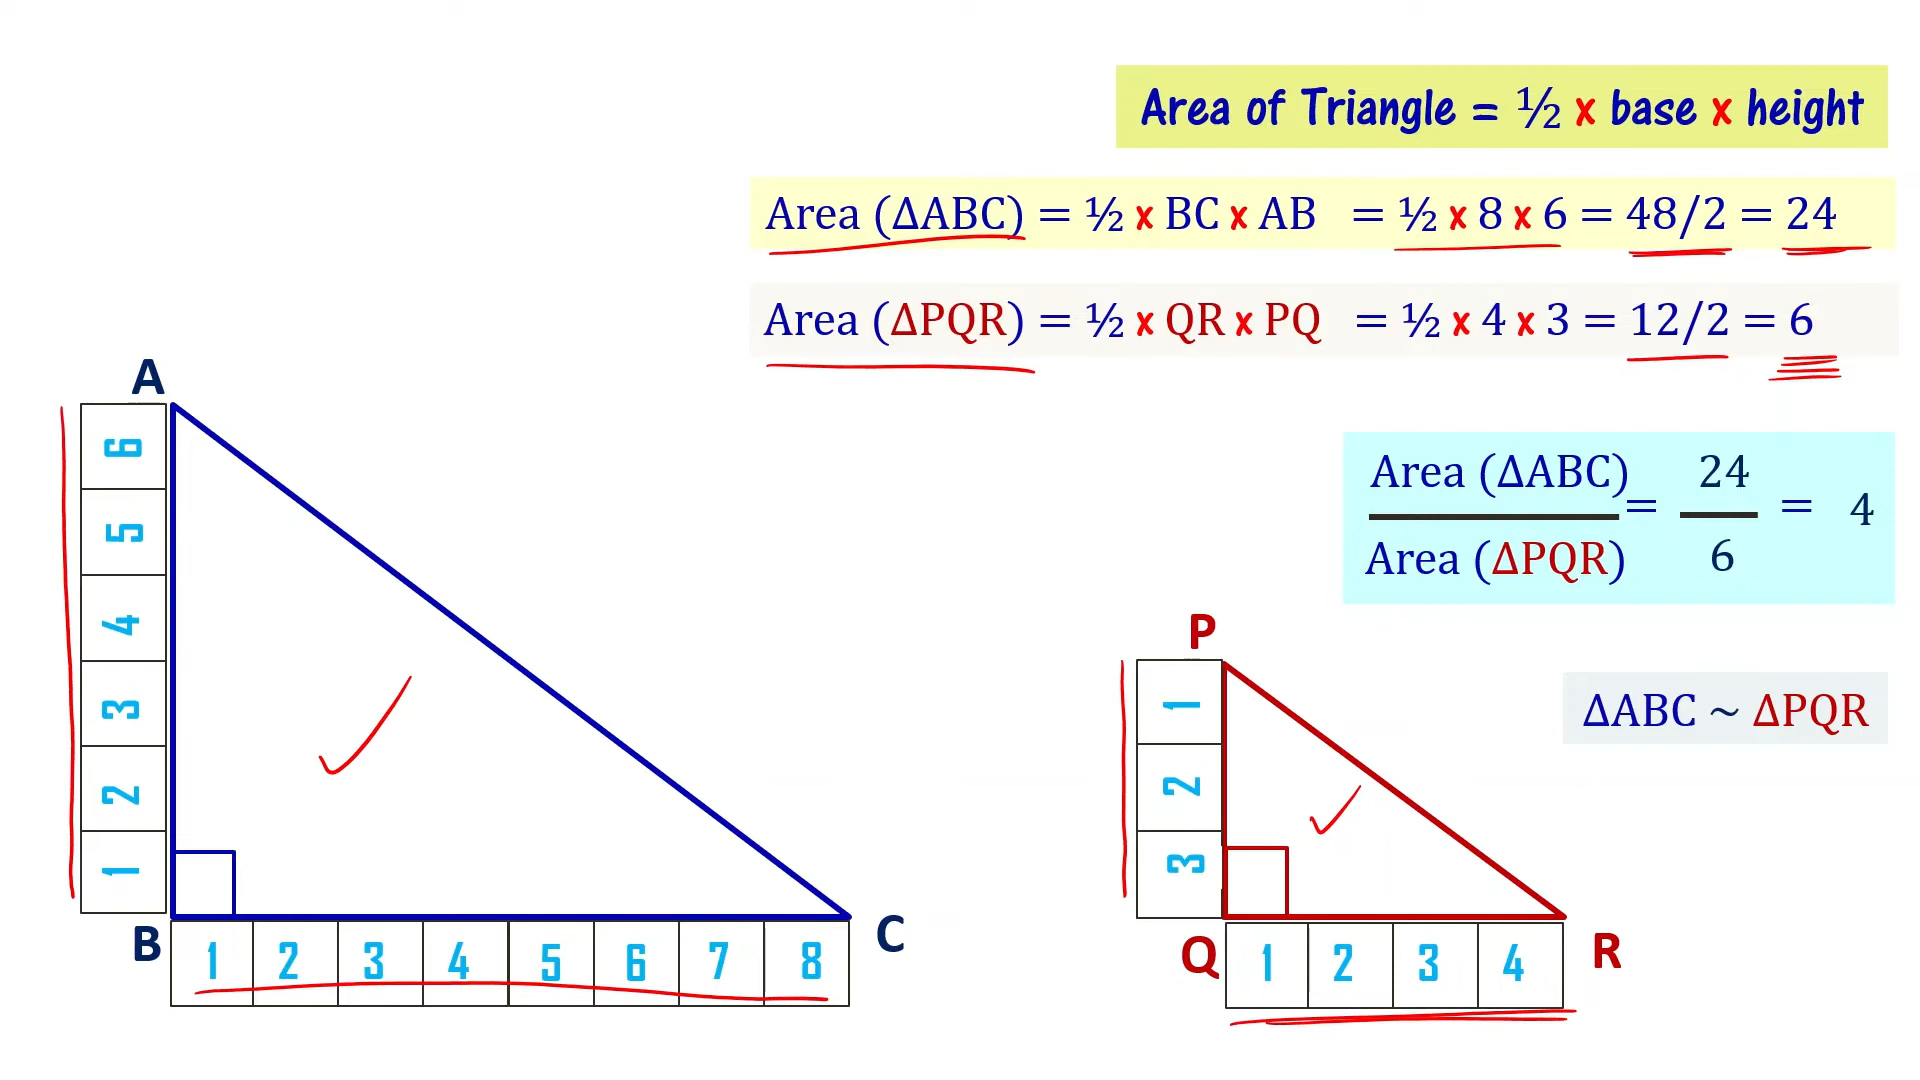 Area of Triangle = ½ x base x height
Area (ΔABC) = ½ x BC x AB = ½ x 8 x 6 = 48/2 = 24
Area (ΔPQR) = ½ x QR x PQ = ½ x 4 x 3 = 12/2 = 6
Area (ΔABC) = 24 = 4
Area (ΔPQR) 6
ΔABC ~ ΔPQR
A
6
5
4
3
2
1
B
1 2 3 4 5 6 7 8
C
P
1
2
3
Q
1 2 3 4
R